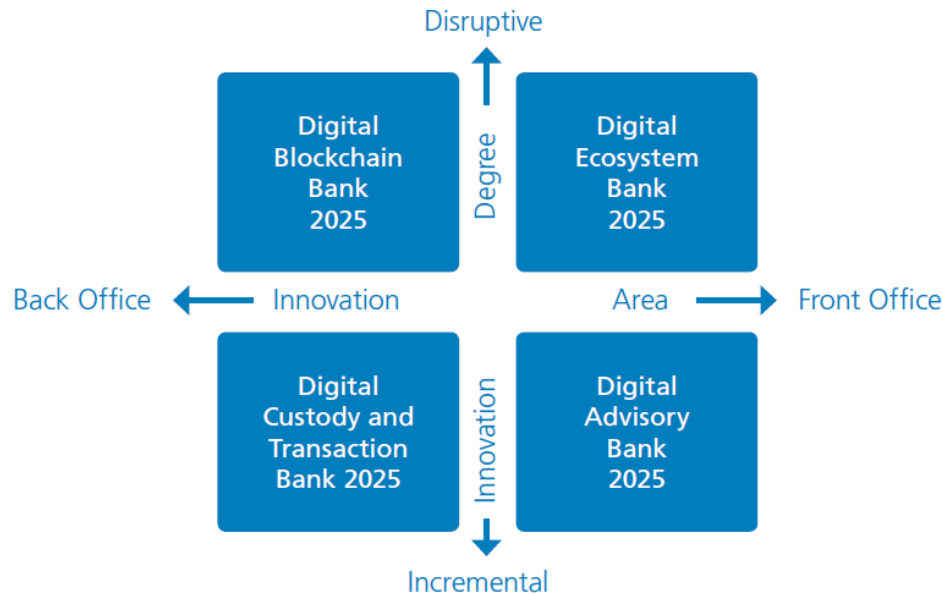 Disruptive
Digital
Blockchain
Bank
2025
Degree
Digital
Ecosystem
Bank
2025
Back Office
Innovation
Area
Front Office
Digital
Custody and
Transaction
Bank 2025
Innovation
Digital
Advisory
Bank
2025
Incremental